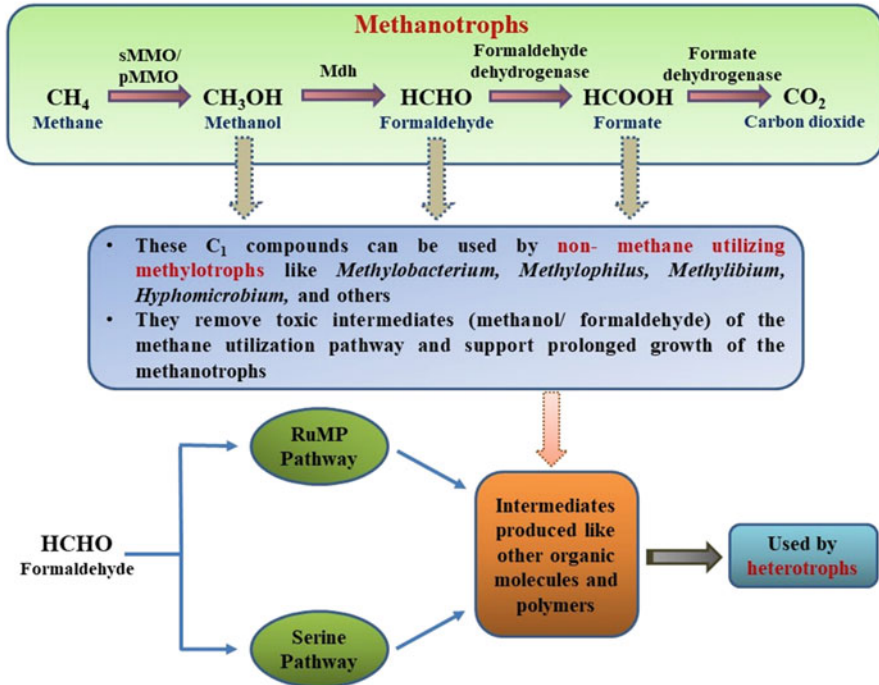 Methanotrophs
sMMO/
pMMO
Mdh
Formaldehyde
dehydrogenase
Formate
dehydrogenase
CH₄
CH₃OH
HCHO
HCOOH
CO₂
Methane
Methanol
Formaldehyde
Formate
Carbon dioxide
• These C₁ compounds can be used by non- methane utilizing
methylotrophs like Methylobacterium, Methylophilus, Methylibium,
Hyphomicrobium, and others
• They remove toxic intermediates (methanol/ formaldehyde) of the
methane utilization pathway and support prolonged growth of the
methanotrophs
RuMP
Pathway
HCHO
Formaldehyde
Serine
Pathway
Intermediates
produced like
other organic
molecules and
polymers
Used by
heterotrophs